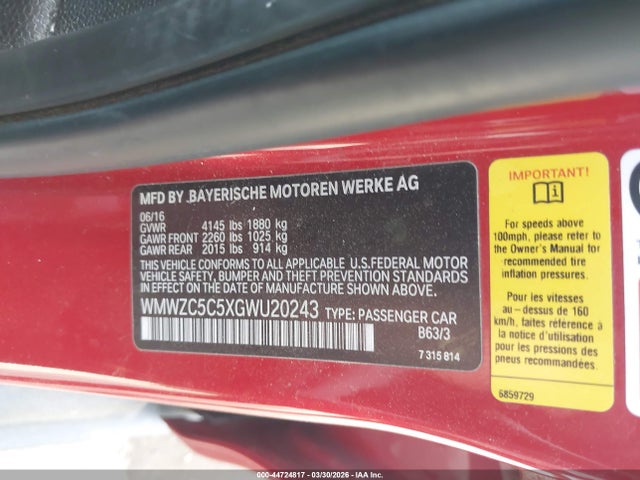 MFD BY .BAYERISCHE MOTOREN WERKE AG
06/16
GVWR 4145 lbs 1880 kg
GAWR FRONT 2260 lbs 1025 kg
GAWR REAR 2015 lbs 914 kg
THIS VEHICLE CONFORMS TO ALL APPLICABLE U.S.FEDERAL MOTOR
VEHICLE SAFETY, BUMPER, AND THEFT PREVENTION STANDARDS
IN EFFECT ON THE DATE OF MANUFACTURE SHOWN ABOVE.
WMWZC5C5XGWU20243 TYPE: PASSENGER CAR
B63/3
7 315 814
IMPORTANT!
For speeds above
100mph, please refer to
the Owner's Manual for
recommended tire
inflation pressures.
Pour les vitesses
au-dessus de 160
km/h, faites référence à
la notice d'utilisation
pour les pressions des
pneus recommandées.
6859729
000-44724817 - 03/30/2026 - IAA Inc.